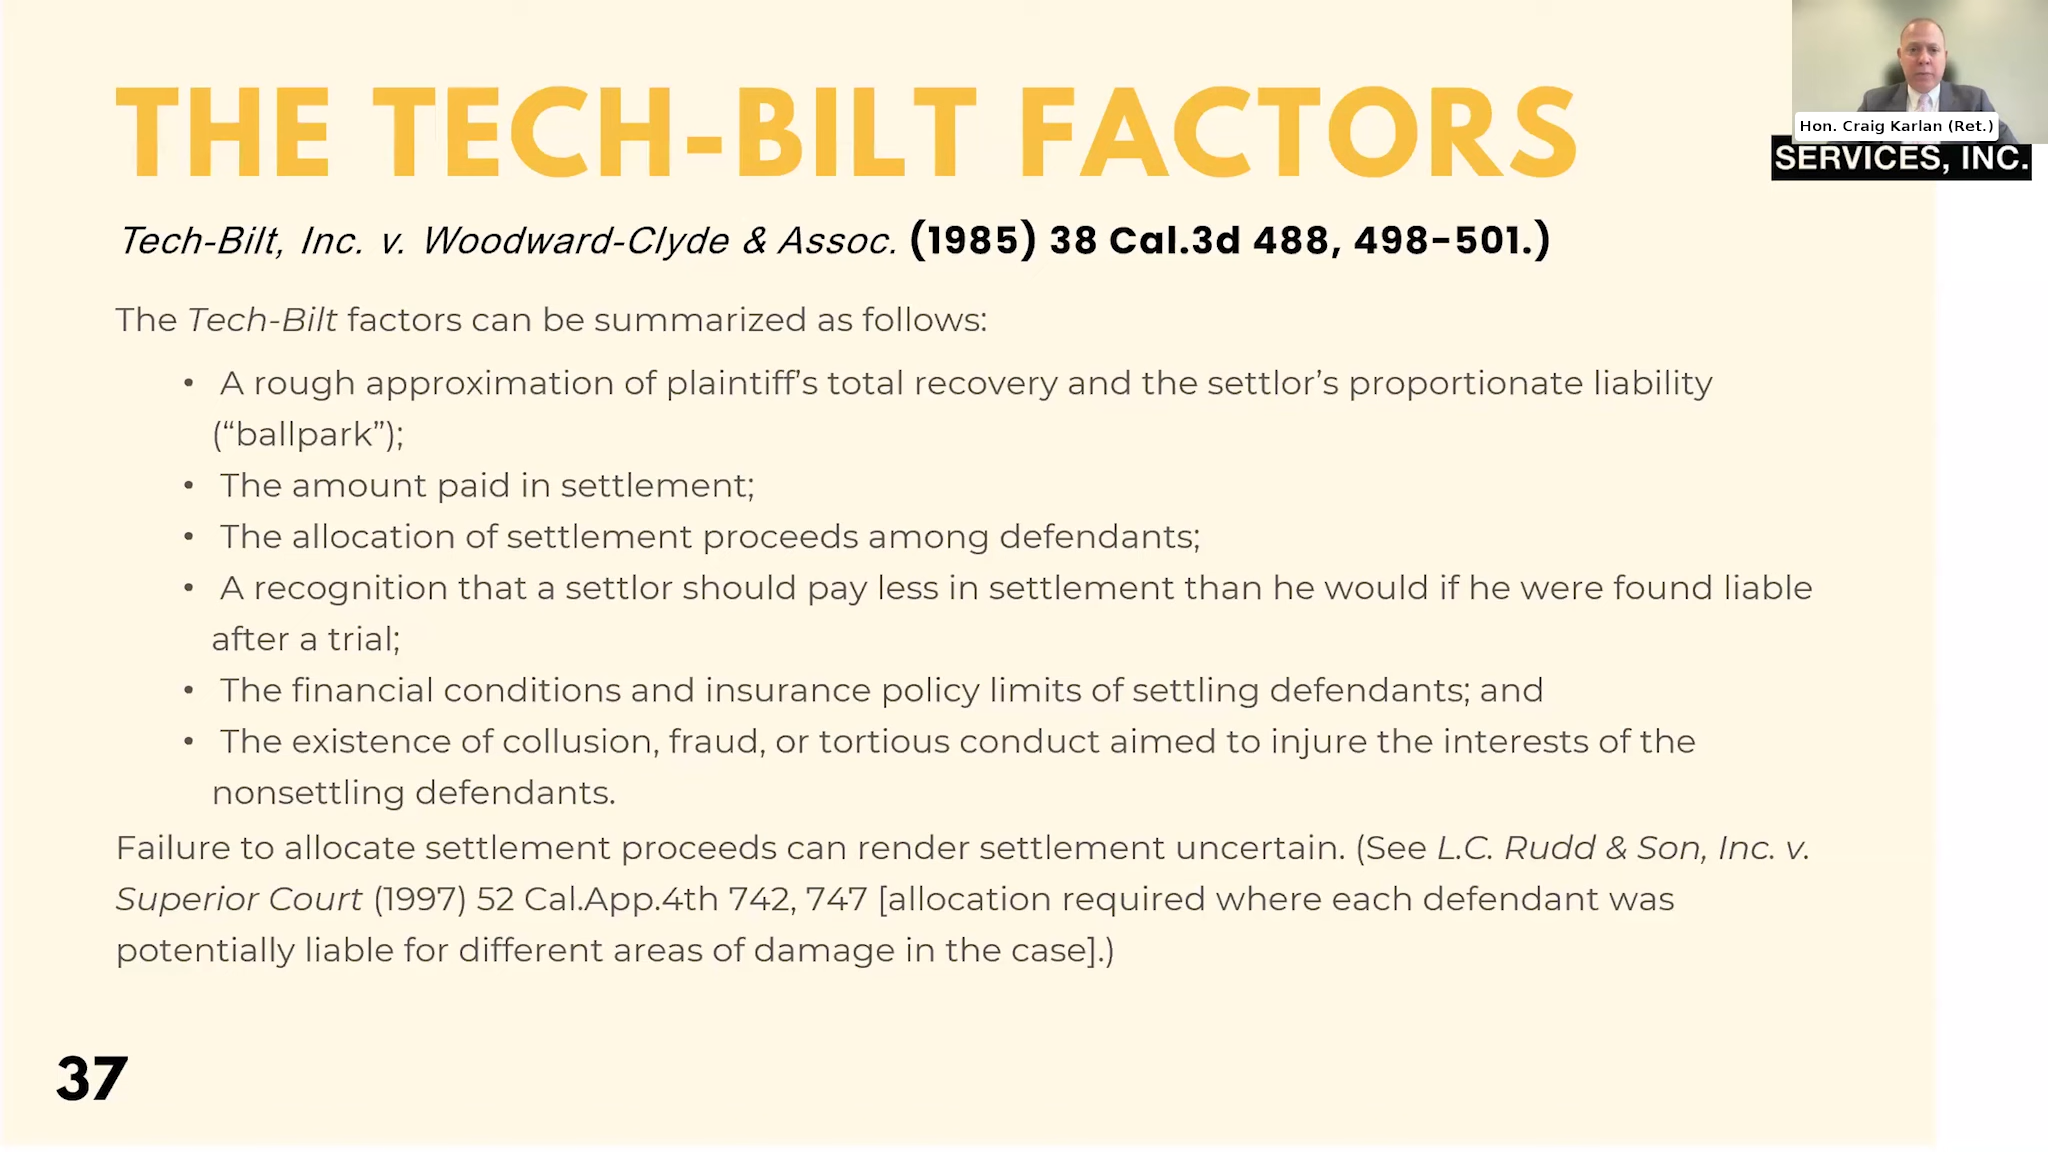 THE TECH-BILT FACTORS
Hon. Craig Karlan (Ret.)
SERVICES, INC.
Tech-Bilt, Inc. v. Woodward-Clyde & Assoc. (1985) 38 Cal.3d 488, 498-501.)
The Tech-Bilt factors can be summarized as follows:
• A rough approximation of plaintiff's total recovery and the settlor's proportionate liability
("ballpark");
• The amount paid in settlement;
• The allocation of settlement proceeds among defendants;
• A recognition that a settlor should pay less in settlement than he would if he were found liable
after a trial;
• The financial conditions and insurance policy limits of settling defendants; and
• The existence of collusion, fraud, or tortious conduct aimed to injure the interests of the
nonsettling defendants.
Failure to allocate settlement proceeds can render settlement uncertain. (See L.C. Rudd & Son, Inc. v.
Superior Court (1997) 52 Cal.App.4th 742, 747 [allocation required where each defendant was
potentially liable for different areas of damage in the case].)
37